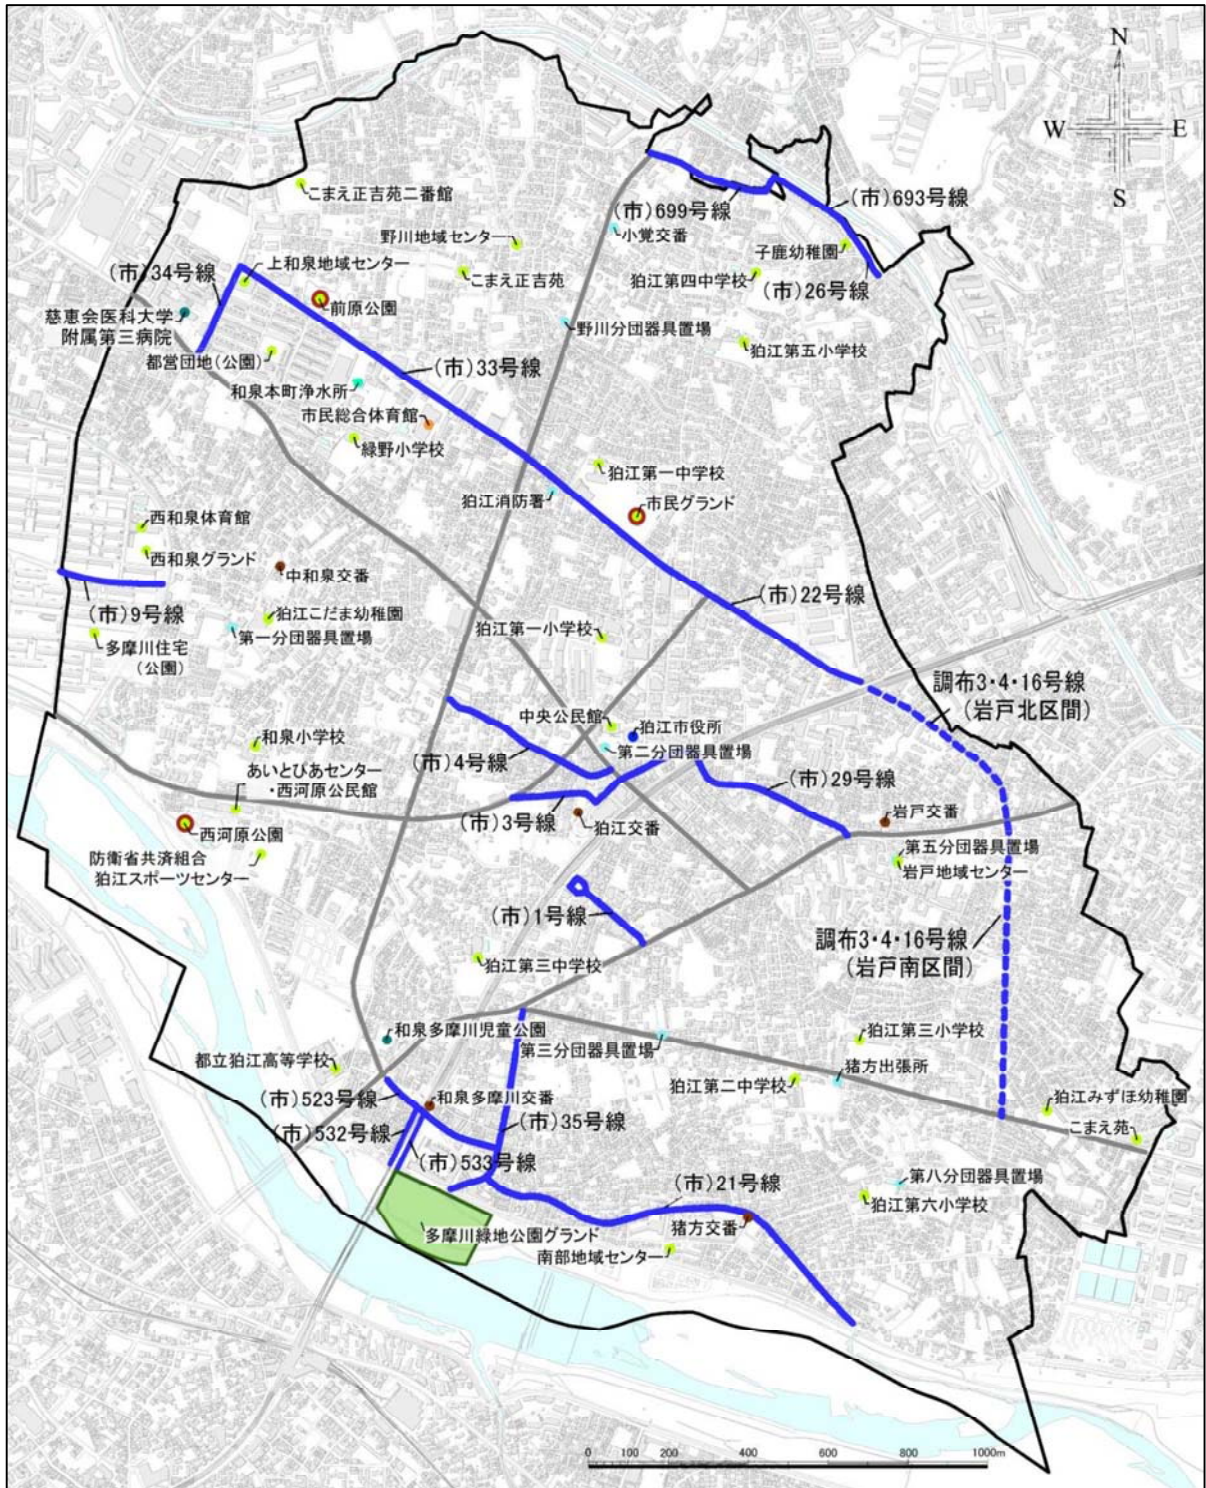 N
W
E
S
こまえ正吉苑二番館
(市)699号線
(市)693号線
小覚交番
野川地域センター
子鹿幼稚園
上和泉地域センター
(市)34号線
こまえ正吉苑
狛江第四中学校
(市)26号線
前原公園
慈恵会医科大学
附属第三病院
野川分団器具置場
狛江第五小学校
都営団地(公園)
(市)33号線
和泉本町浄水所
市民総合体育館
緑野小学校
狛江第一中学校
狛江消防署
市民グランド
西和泉体育館
西和泉グランド
中和泉交番
(市)9号線
(市)22号線
狛江こだま幼稚園
第一分団器具置場
狛江第一小学校
多摩川住宅
(公園)
調布3・4・16号線
(岩戸北区間)
中央公民館
狛江市役所
和泉小学校
第二分団器具置場
(市)4号線
あいとぴあセンター
・西河原公民館
(市)29号線
(市)3号線
狛江交番
岩戸交番
西河原公園
第五分団器具置場
防衛省共済組合
狛江スポーツセンター
岩戸地域センター
(市)1号線
調布3・4・16号線
(岩戸南区間)
狛江第三中学校
和泉多摩川児童公園
狛江第三小学校
第三分団器具置場
都立狛江高等学校
狛江第二中学校
猪方出張所
(市)523号線
和泉多摩川交番
狛江みずほ幼稚園
(市)532号線
(市)35号線
こまえ苑
(市)533号線
(市)21号線
第八分団器具置場
狛江第六小学校
多摩川緑地公園グランド
猪方交番
南部地域センター
0 100 200 400 600 800 1000m